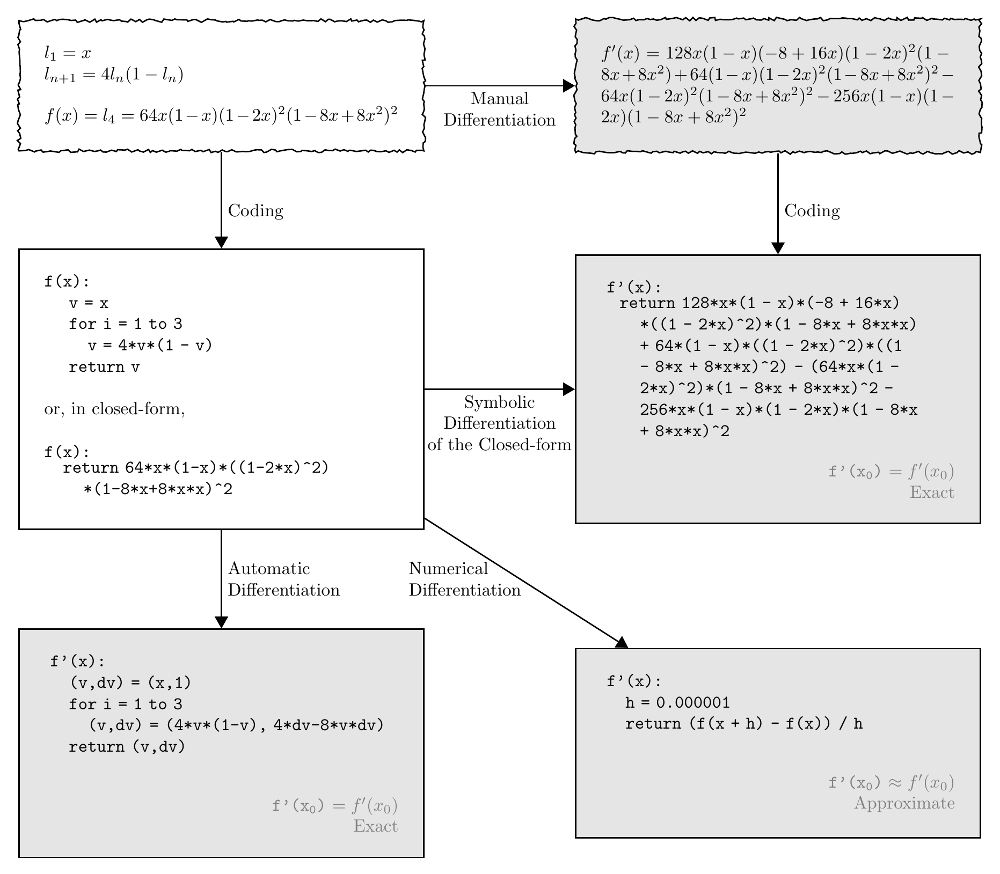 l₁ = x
lₙ₊₁ = 4lₙ(1 − lₙ)
f(x) = l₄ = 64x(1−x)(1−2x)²(1−8x+8x²)²
Manual
Differentiation
f′(x) = 128x(1 − x)(−8 + 16x)(1 − 2x)²(1 −
8x+8x²)+64(1−x)(1−2x)²(1−8x+8x²)²−
64x(1−2x)²(1−8x+8x²)²−256x(1−x)(1−
2x)(1 − 8x + 8x²)²
Coding
Coding
f(x):
v = x
for i = 1 to 3
v = 4*v*(1 - v)
return v
or, in closed-form,
f(x):
return 64*x*(1-x)*((1-2*x)^2)
*(1-8*x+8*x*x)^2
Symbolic
Differentiation
of the Closed-form
f'(x):
return 128*x*(1 - x)*(-8 + 16*x)
*((1 - 2*x)^2)*(1 - 8*x + 8*x*x)
+ 64*(1 - x)*((1 - 2*x)^2)*((1
- 8*x + 8*x*x)^2) - (64*x*(1 -
2*x)^2)*(1 - 8*x + 8*x*x)^2 -
256*x*(1 - x)*(1 - 2*x)*(1 - 8*x
+ 8*x*x)^2
f'(x₀) = f′(x₀)
Exact
Automatic
Differentiation
Numerical
Differentiation
f'(x):
(v,dv) = (x,1)
for i = 1 to 3
(v,dv) = (4*v*(1-v), 4*dv-8*v*dv)
return (v,dv)
f'(x₀) = f′(x₀)
Exact
f'(x):
h = 0.000001
return (f(x + h) - f(x)) / h
f'(x₀) ≈ f′(x₀)
Approximate